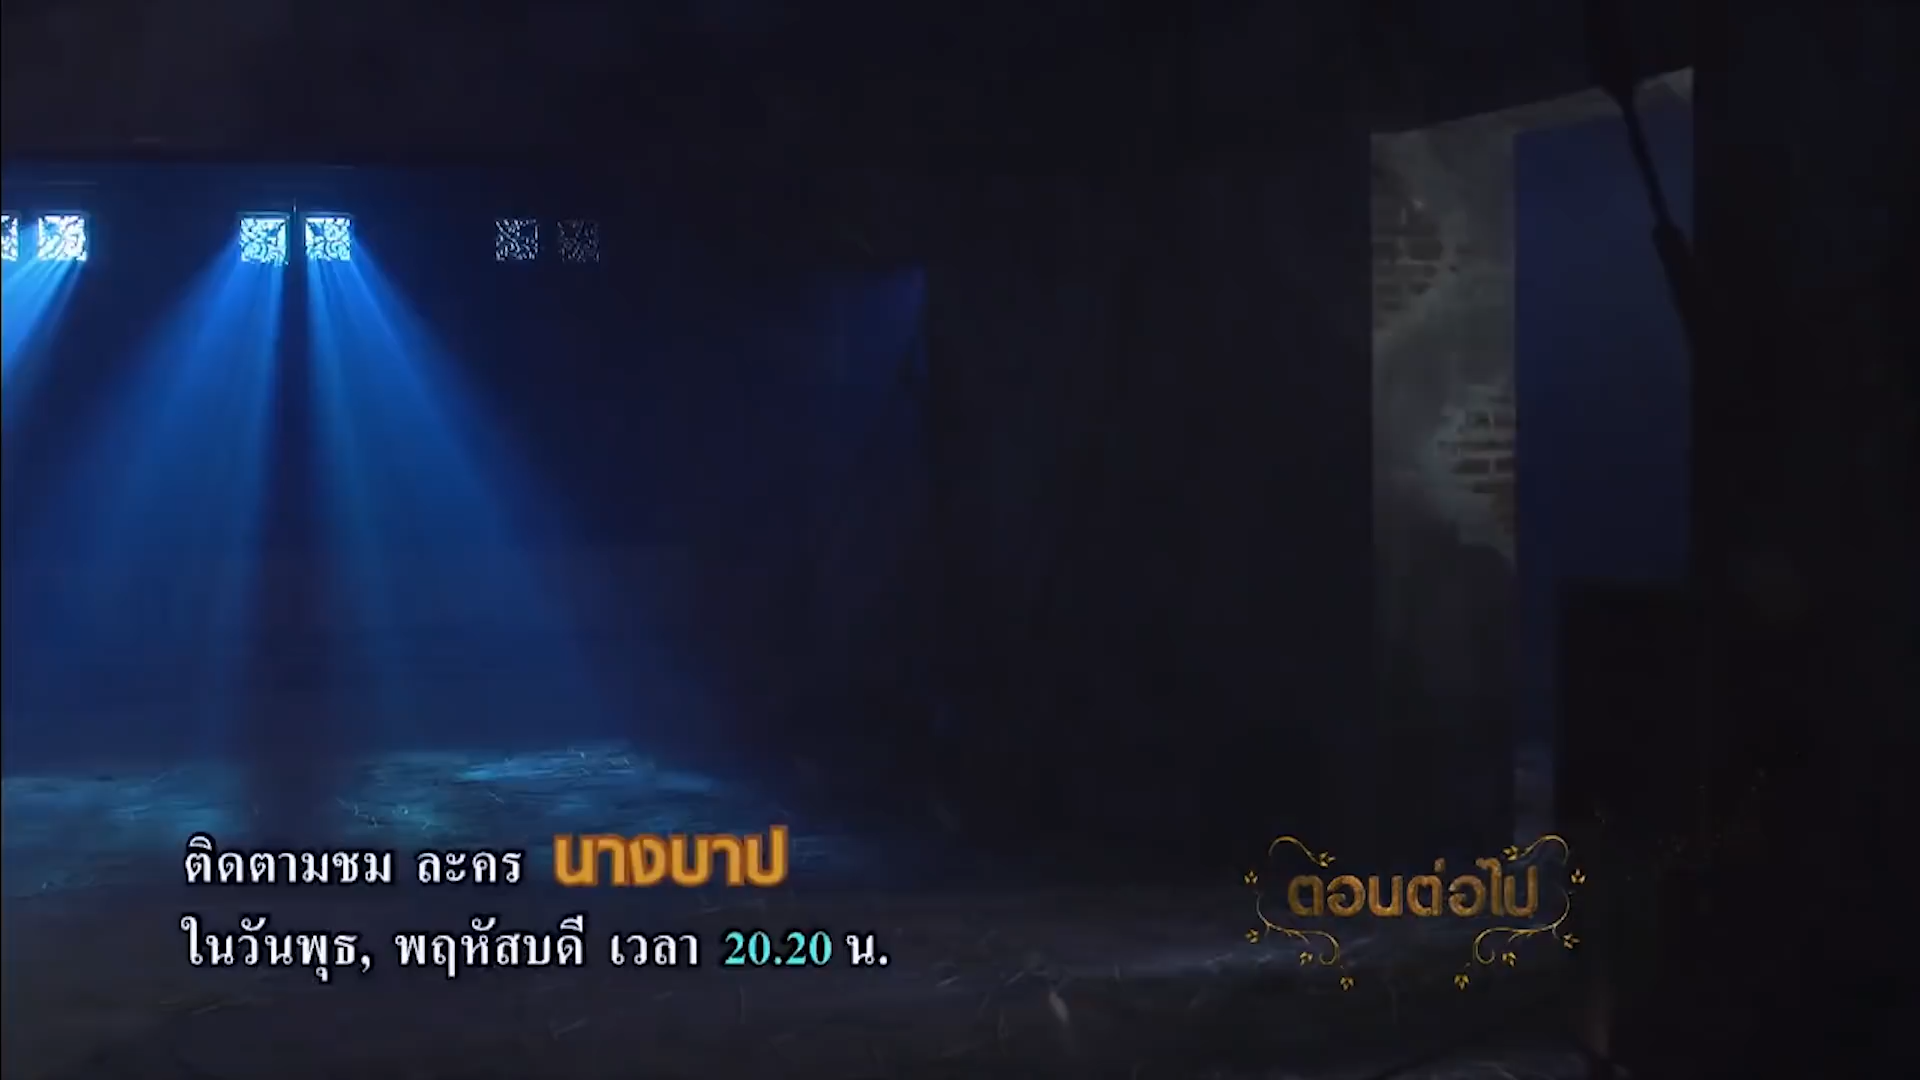 ติดตามชม ละคร นางบาป
ในวันพุธ, พฤหัสบดี เวลา 20.20 น.
ตอนต่อไป